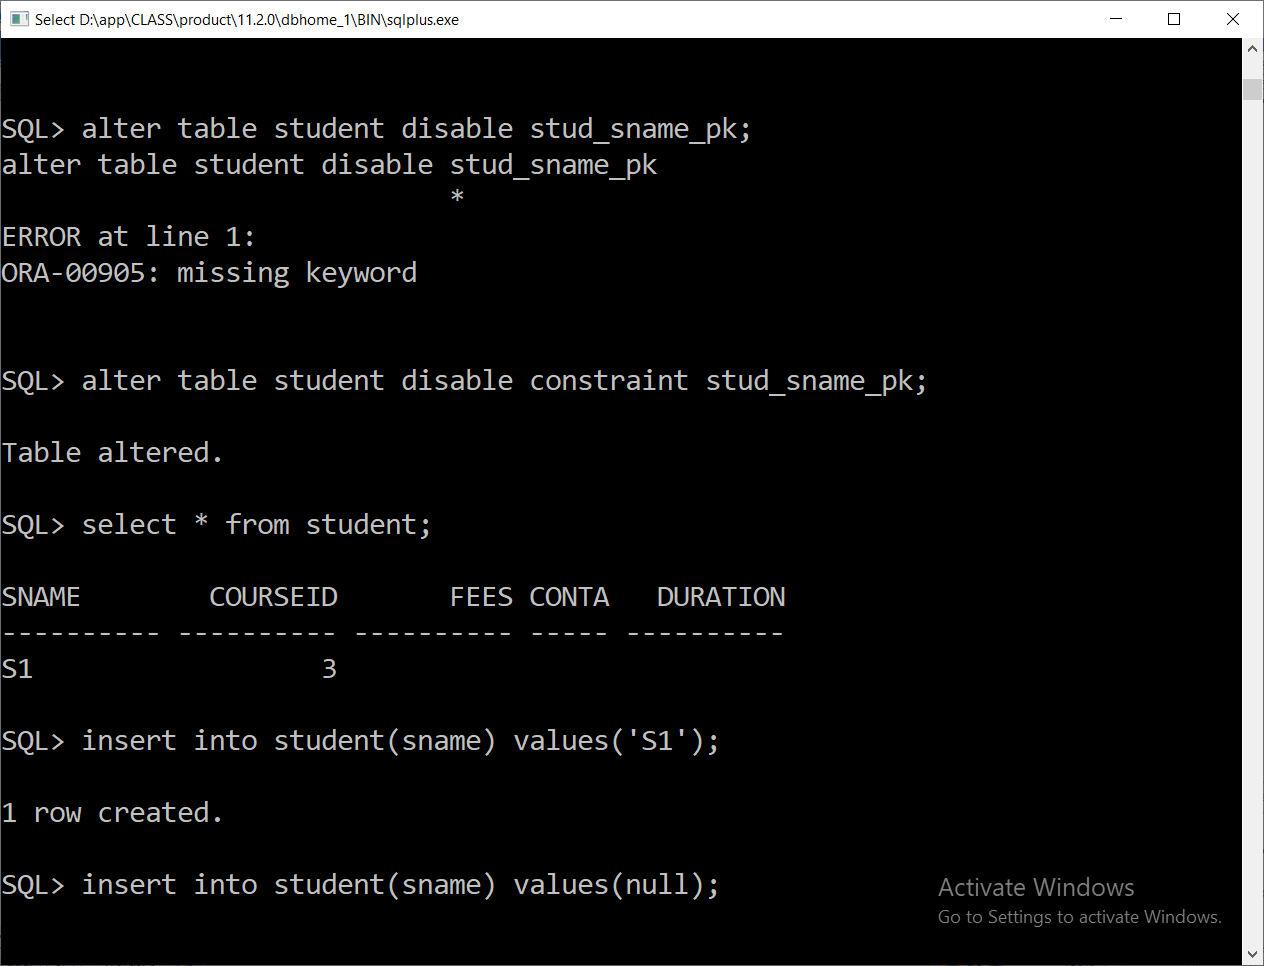 Select D:\app\CLASS\product\11.2.0\dbhome_1\BIN\sqlplus.exe
SQL> alter table student disable stud_sname_pk;
alter table student disable stud_sname_pk
                            *
ERROR at line 1:
ORA-00905: missing keyword
SQL> alter table student disable constraint stud_sname_pk;
Table altered.
SQL> select * from student;
SNAME        COURSEID       FEES CONTA   DURATION
---------- ---------- ---------- ----- ----------
S1                  3
SQL> insert into student(sname) values('S1');
1 row created.
SQL> insert into student(sname) values(null);
Activate Windows
Go to Settings to activate Windows.